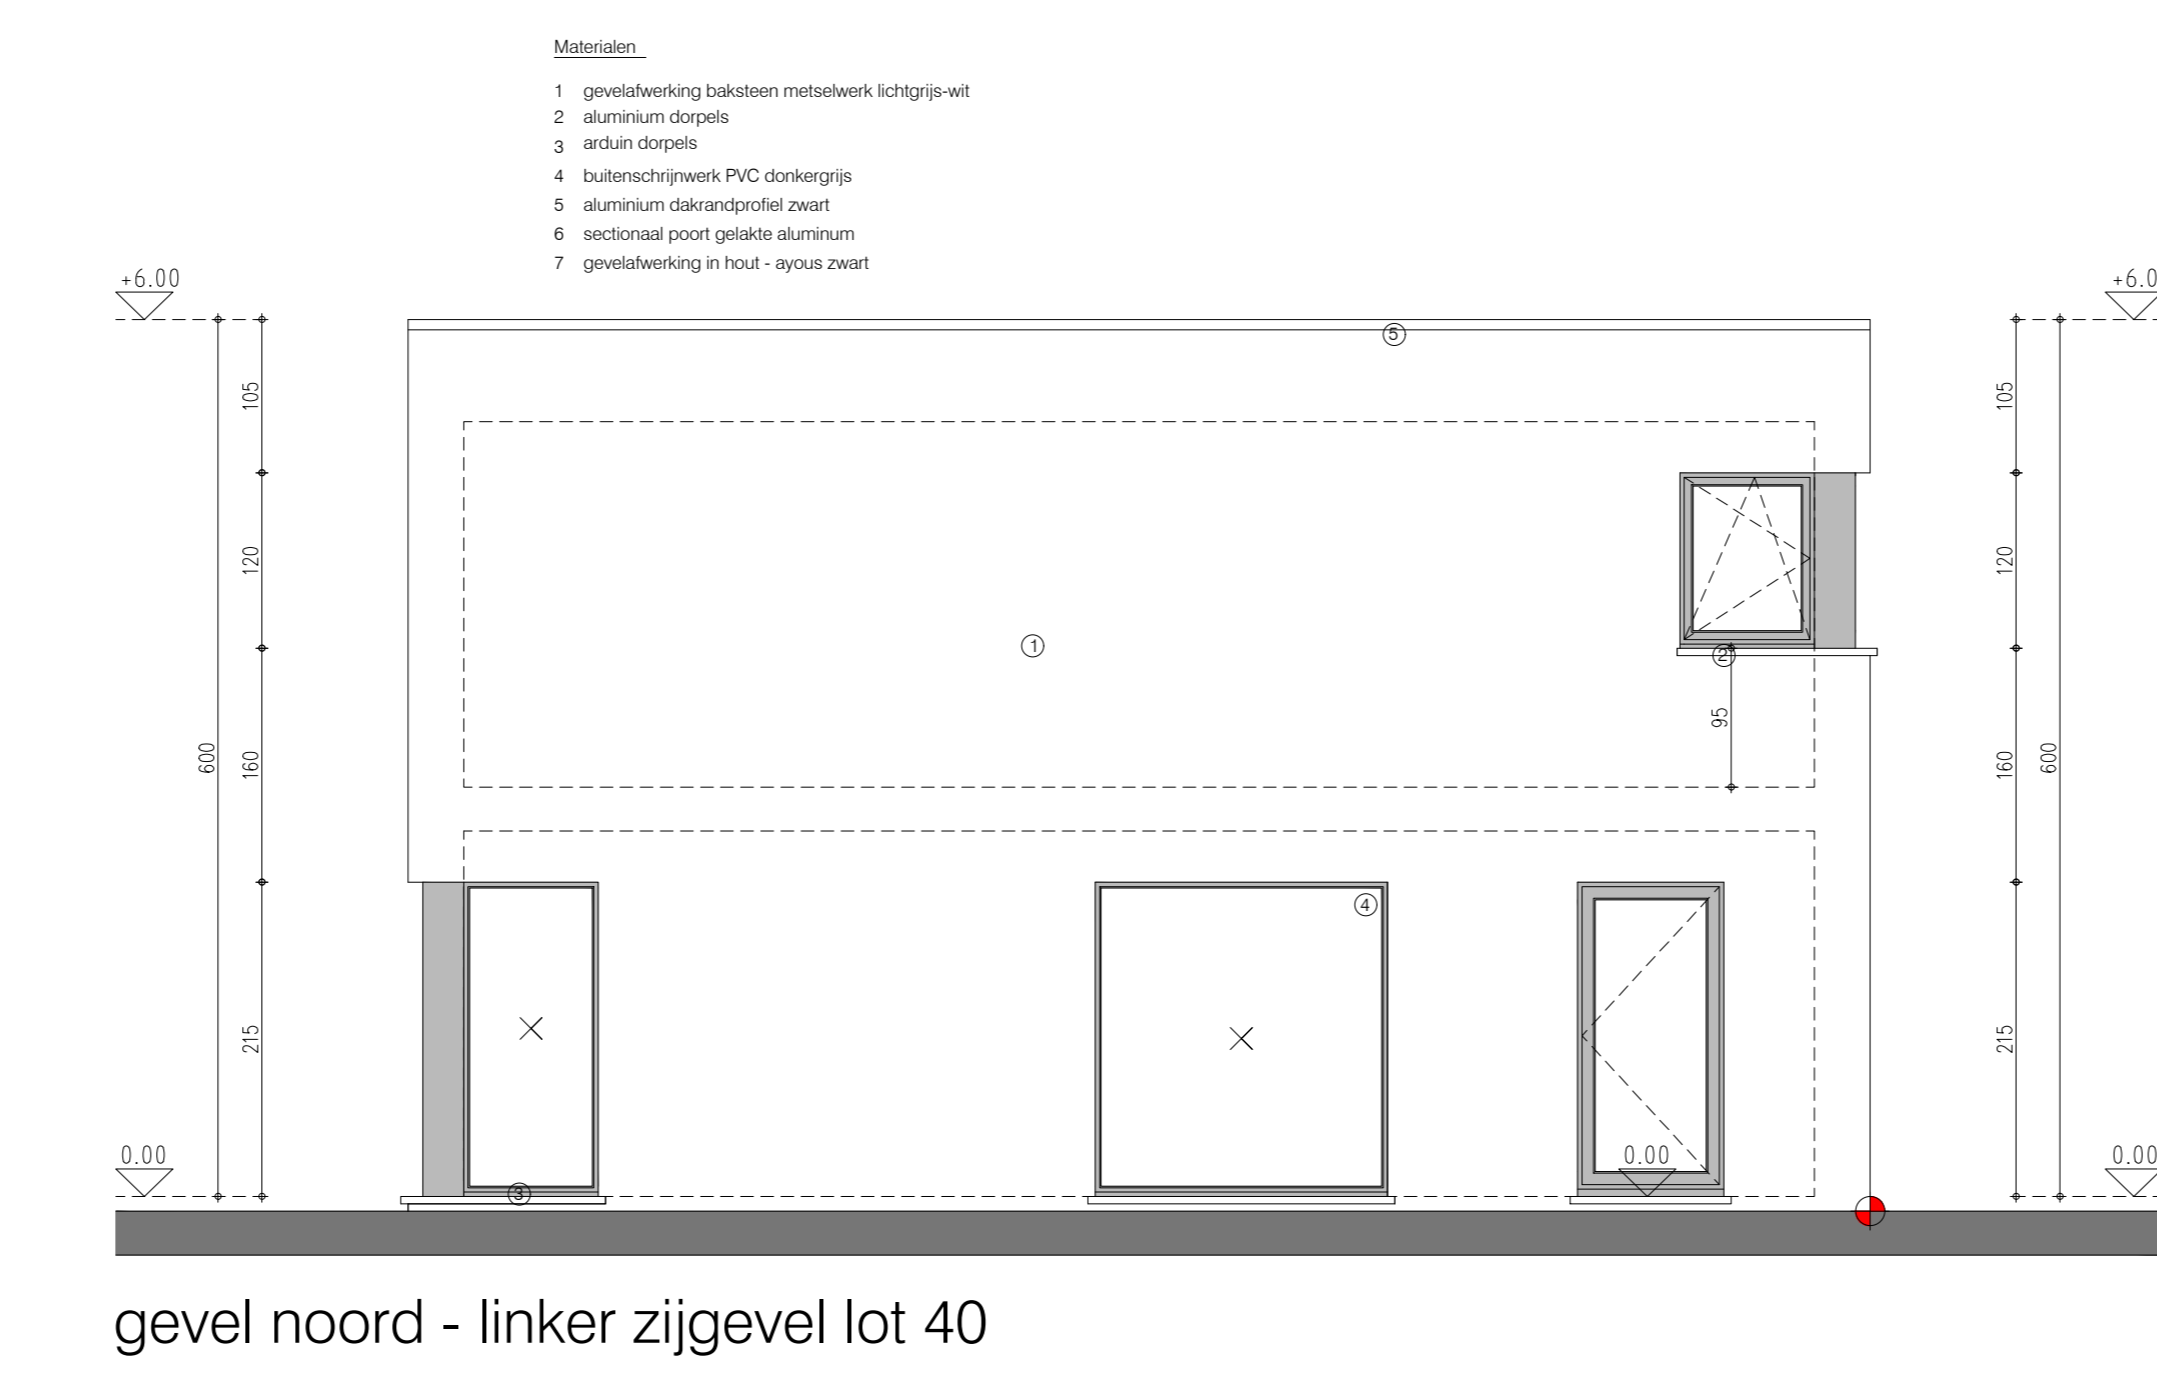 Materialen
1 gevelafwerking baksteen metselwerk lichtgrijs-wit
2 aluminium dorpels
3 arduin dorpels
4 buitenschrijnwerk PVC donkergrijs
5 aluminium dakrandprofiel zwart
6 sectionaal poort gelakte aluminum
7 gevelafwerking in hout - ayous zwart
+6.00
+6.0
5
105
105
120
120
1
2
95
600
160
160
600
4
215
215
0.00
0.00
0.00
3
gevel noord - linker zijgevel lot 40